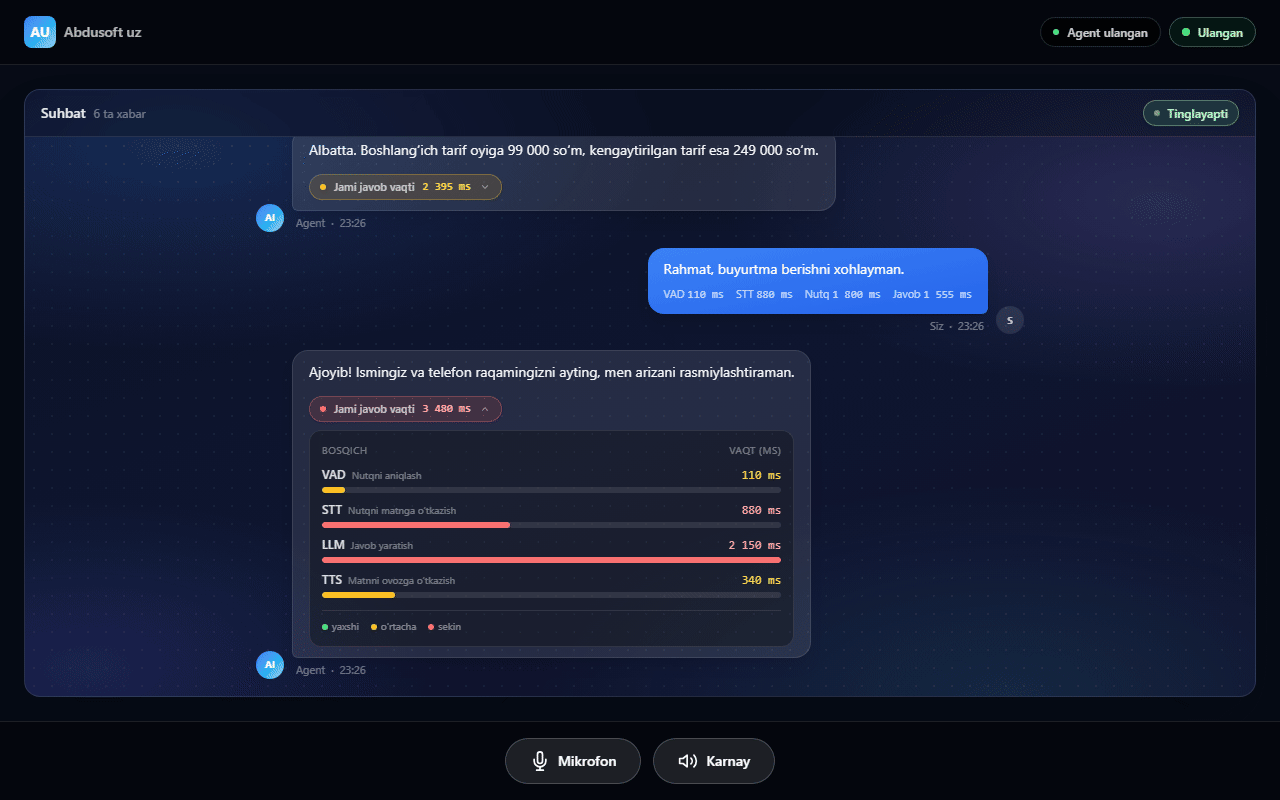 AU Abdusoft uz
Agent ulangan
Ulangan
Suhbat 6 ta xabar
Tinglayapti
Albatta. Boshlang‘ich tarif oyiga 99 000 so‘m, kengaytirilgan tarif esa 249 000 so‘m.
Jami javob vaqti 2 395 ms
AI
Agent · 23:26
Rahmat, buyurtma berishni xohlayman.
VAD 110 ms STT 880 ms Nutq 1 800 ms Javob 1 555 ms
Siz · 23:26
S
Ajoyib! Ismingiz va telefon raqamingizni ayting, men arizani rasmiylashtiraman.
Jami javob vaqti 3 480 ms
BOSQICH VAQT (MS)
VAD Nutqni aniqlash 110 ms
STT Nutqni matnga o‘tkazish 880 ms
LLM Javob yaratish 2 150 ms
TTS Matnni ovozga o‘tkazish 340 ms
yaxshi o‘rtacha sekin
AI
Agent · 23:26
Mikrofon
Karnay